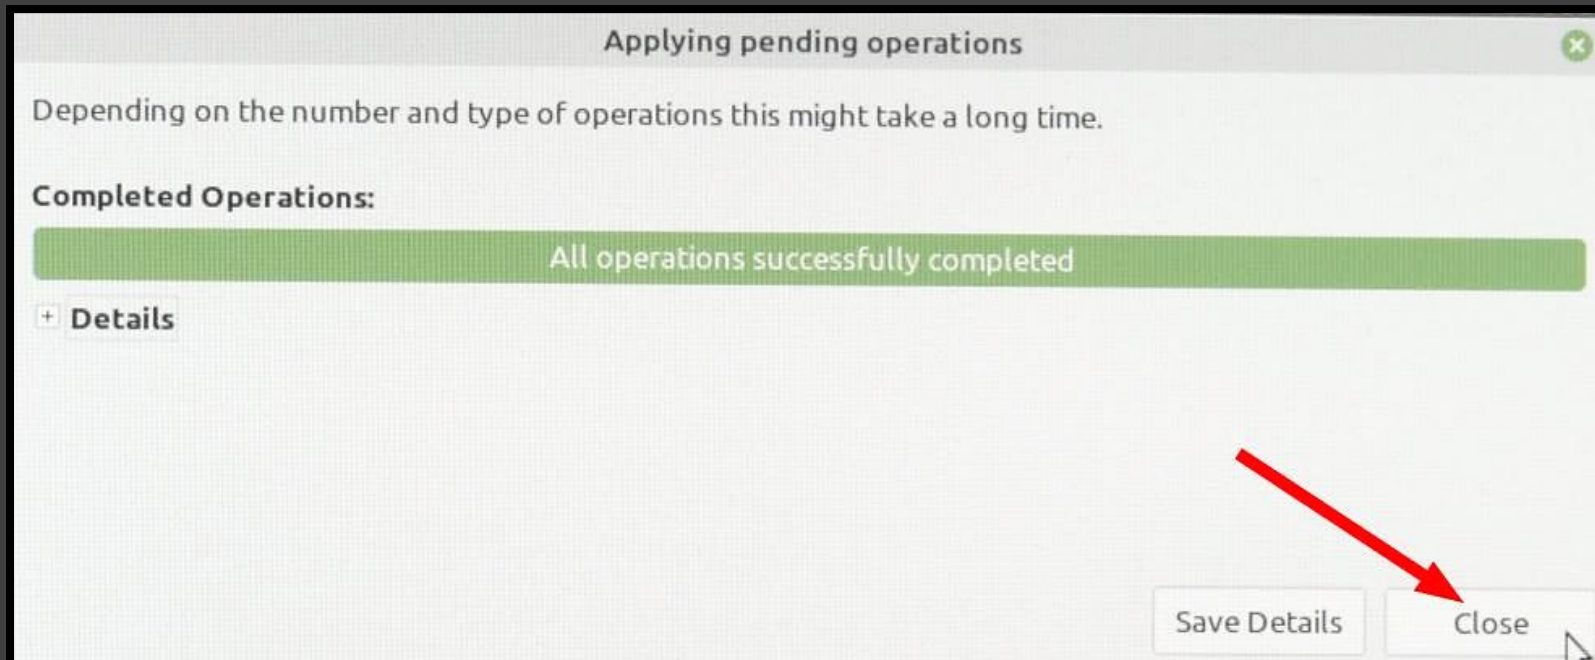 Applying pending operations
Depending on the number and type of operations this might take a long time.
Completed Operations:
All operations successfully completed
+ Details
Save Details
Close